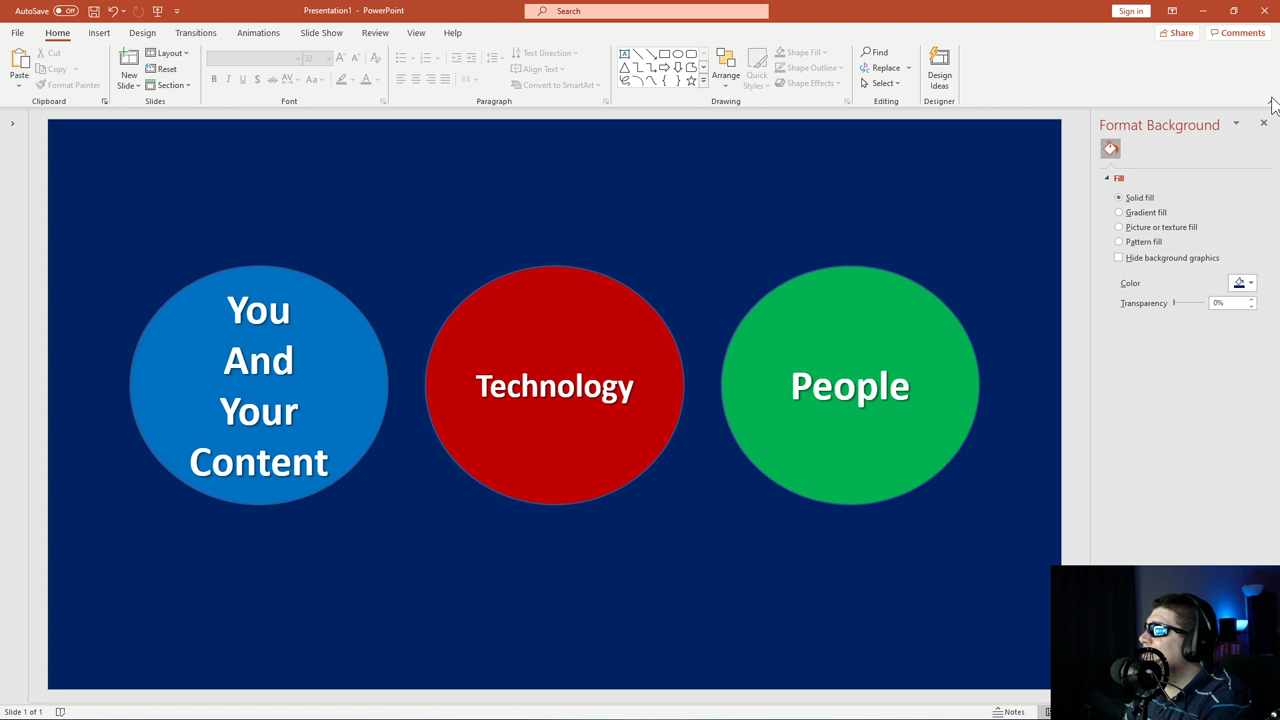 AutoSave Off Presentation1 - PowerPoint Search Sign in
File Home Insert Design Transitions Animations Slide Show Review View Help Share Comments
Paste Cut Copy Format Painter
Clipboard
New Slide Layout Reset Section
Slides
32
B I U S ab AV Aa A
Font
Text Direction
Align Text
Convert to SmartArt
Paragraph
Arrange Quick Styles Shape Fill Shape Outline Shape Effects
Drawing
Find
Replace
Select
Editing
Design Ideas
Designer
Format Background
Fill
Solid fill
Gradient fill
Picture or texture fill
Pattern fill
Hide background graphics
Color
Transparency 0%
You
And
Your
Content
Technology
People
Slide 1 of 1 Notes